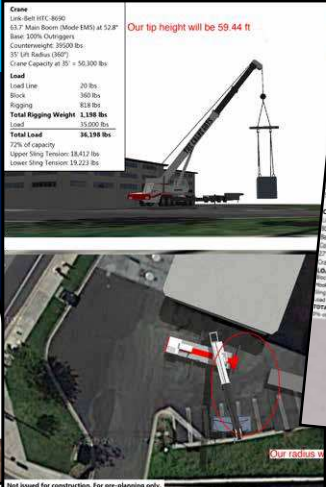 Crane
Link-Belt HTC-8690
63.7' Main Boom (Mode EM5) at 52.8°
Base: 100% Outriggers
Counterweight: 39500 lbs
35' Lift Radius (360°)
Crane Capacity at 35' = 50,300 lbs
Load
Load Line 20 lbs
Block 360 lbs
Rigging 818 lbs
Total Rigging Weight 1,198 lbs
Load 35,000 lbs
Total Load 36,198 lbs
72% of capacity
Upper Sling Tension: 18,412 lbs
Lower Sling Tension: 19,223 lbs
Our tip height will be 59.44 ft
Our radius w
Not issued for construction. For pre-planning only.